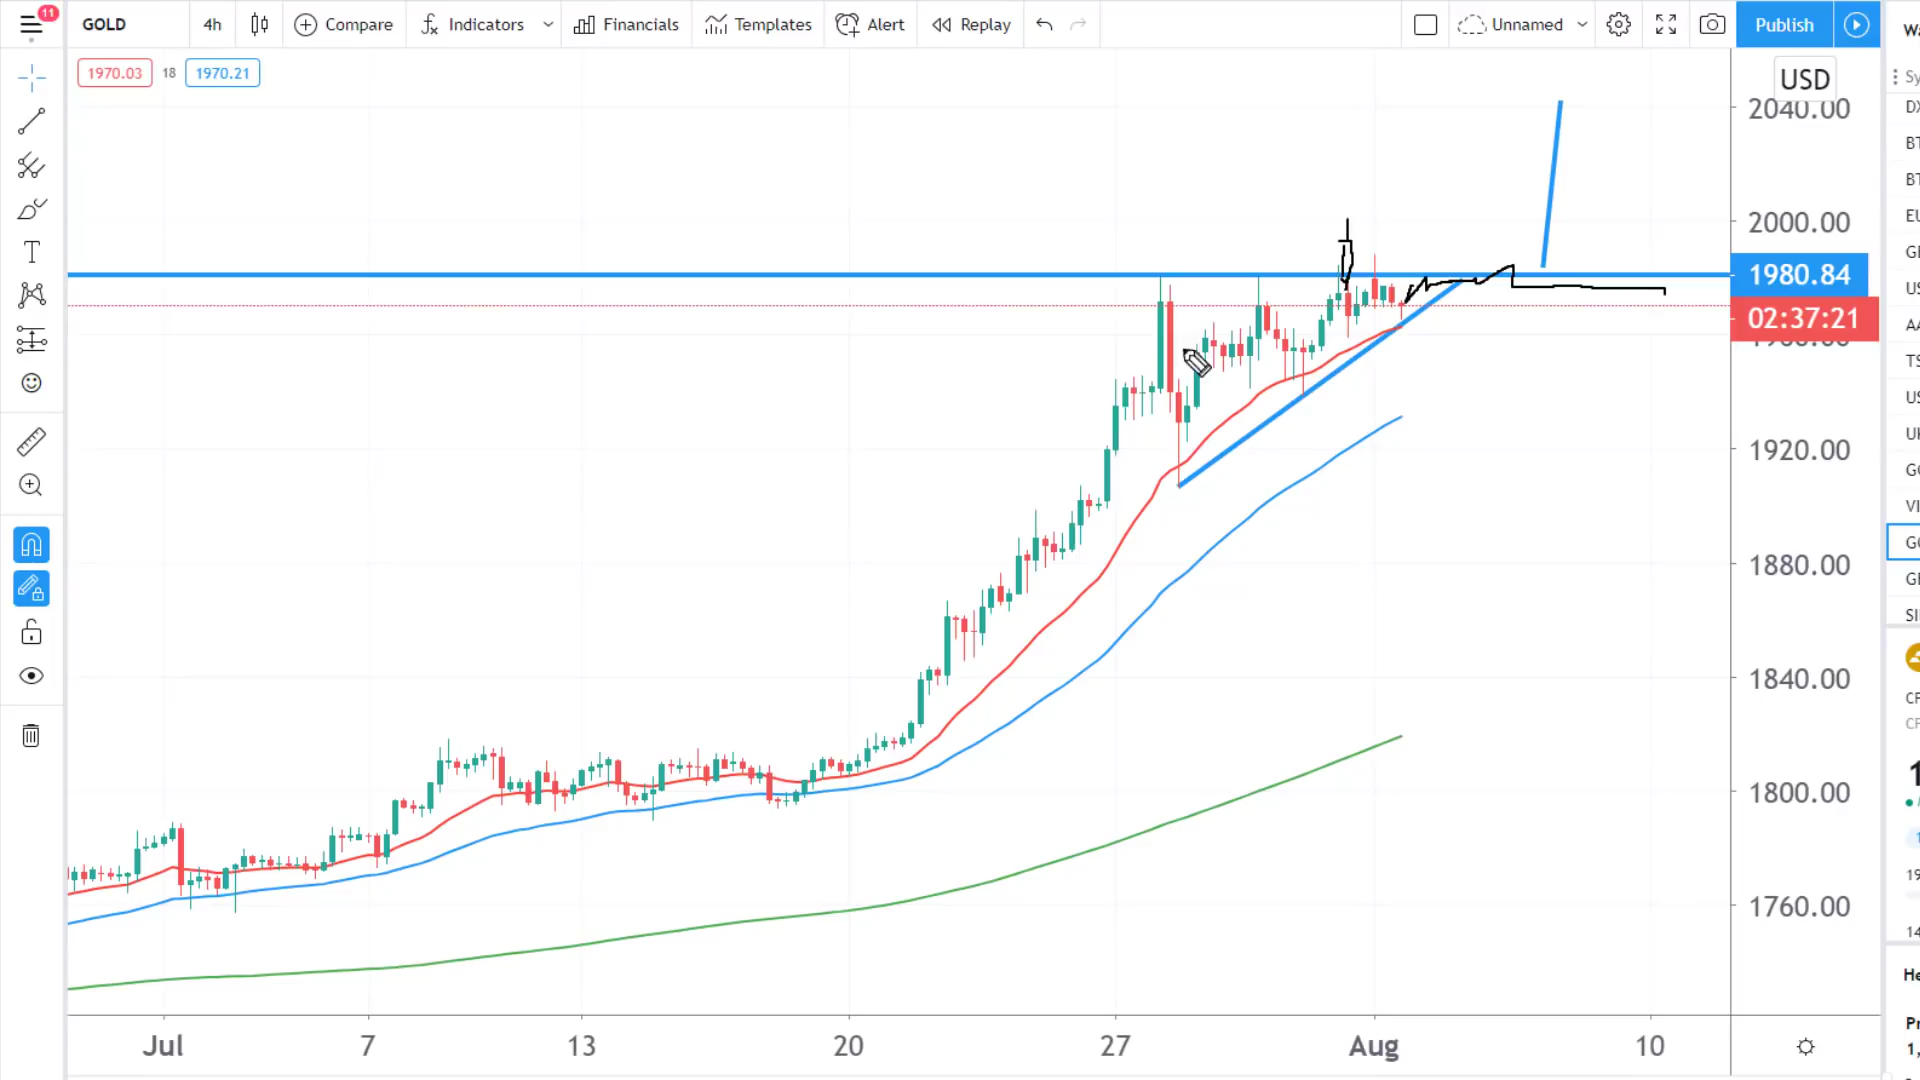 11
GOLD 4h Compare Indicators Financials Templates Alert Replay Unnamed Publish
1970.03 18 1970.21
USD
2040.00
2000.00
1980.84
02:37:21
1920.00
1880.00
1840.00
1800.00
1760.00
Jul 7 13 20 27 Aug 10